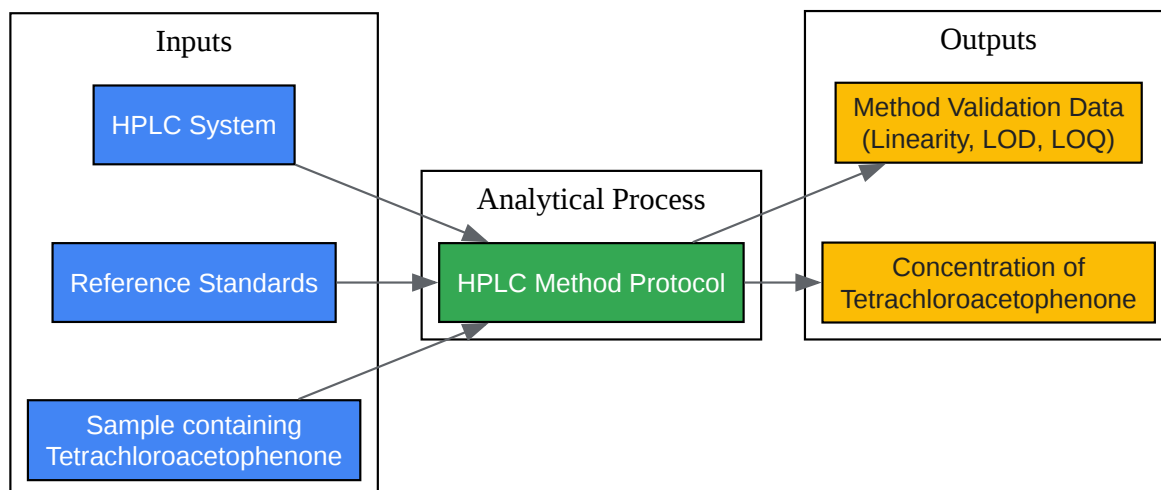 Inputs
HPLC System
Reference Standards
Sample containing
Tetrachloroacetophenone
Analytical Process
HPLC Method Protocol
Outputs
Method Validation Data
(Linearity, LOD, LOQ)
Concentration of
Tetrachloroacetophenone